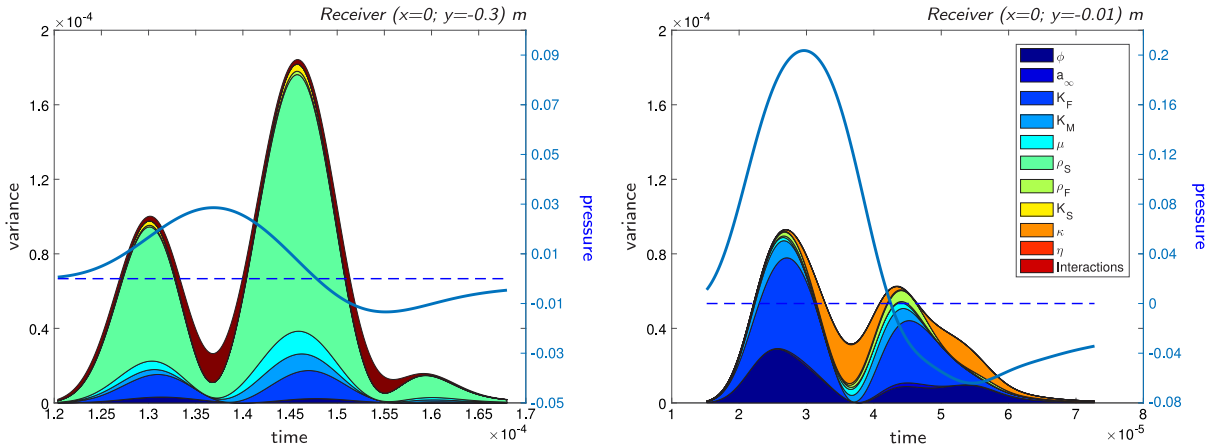 Receiver (x=0; y=-0.3) m
×10⁻⁴
2
1.6
1.2
0.8
0.4
0
variance
1.2
1.25
1.3
1.35
1.4
1.45
1.5
1.55
1.6
1.65
1.7
×10⁻⁴
time
0.09
0.07
0.05
0.03
0.01
-0.01
-0.03
-0.05
pressure
Receiver (x=0; y=-0.01) m
×10⁻⁴
2
1.6
1.2
0.8
0.4
0
variance
1
2
3
4
5
6
7
8
×10⁻⁵
time
0.2
0.16
0.12
0.08
0.04
0
-0.04
-0.08
pressure
ϕ
a_∞
K_F
K_M
μ
ρ_S
ρ_F
K_S
κ
η
Interactions